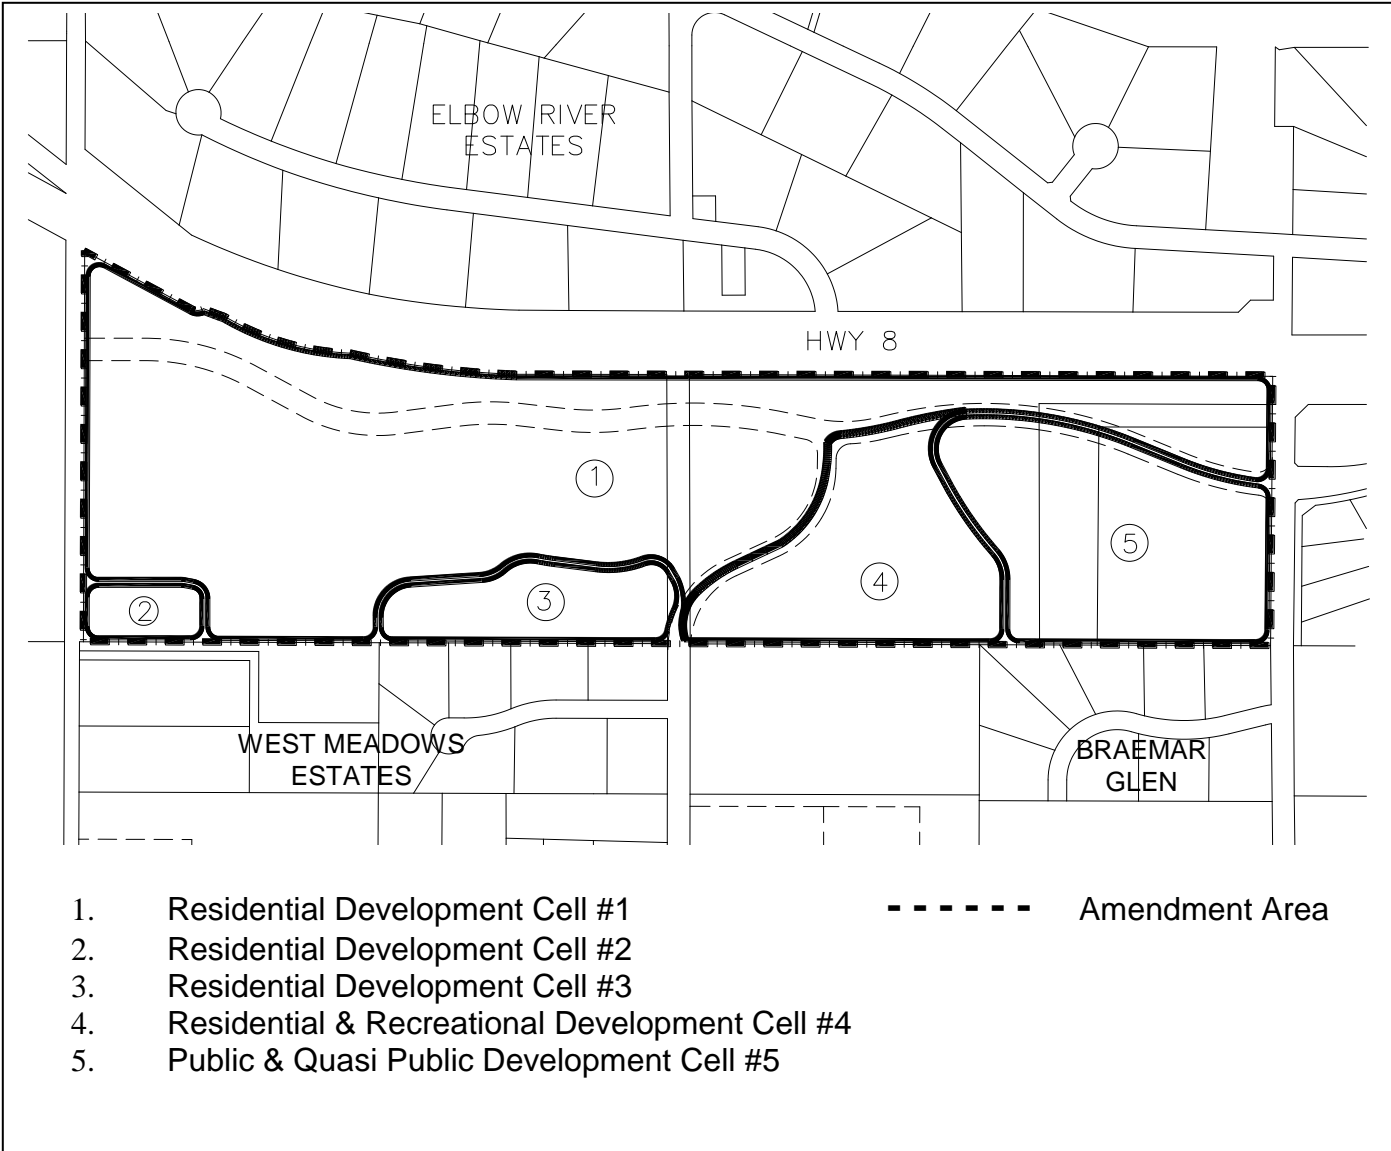 ELBOW RIVER
ESTATES
HWY 8
1
5
4
3
2
WEST MEADOWS
ESTATES
BRAEMAR
GLEN
1. Residential Development Cell #1
Amendment Area
2. Residential Development Cell #2
3. Residential Development Cell #3
4. Residential & Recreational Development Cell #4
5. Public & Quasi Public Development Cell #5